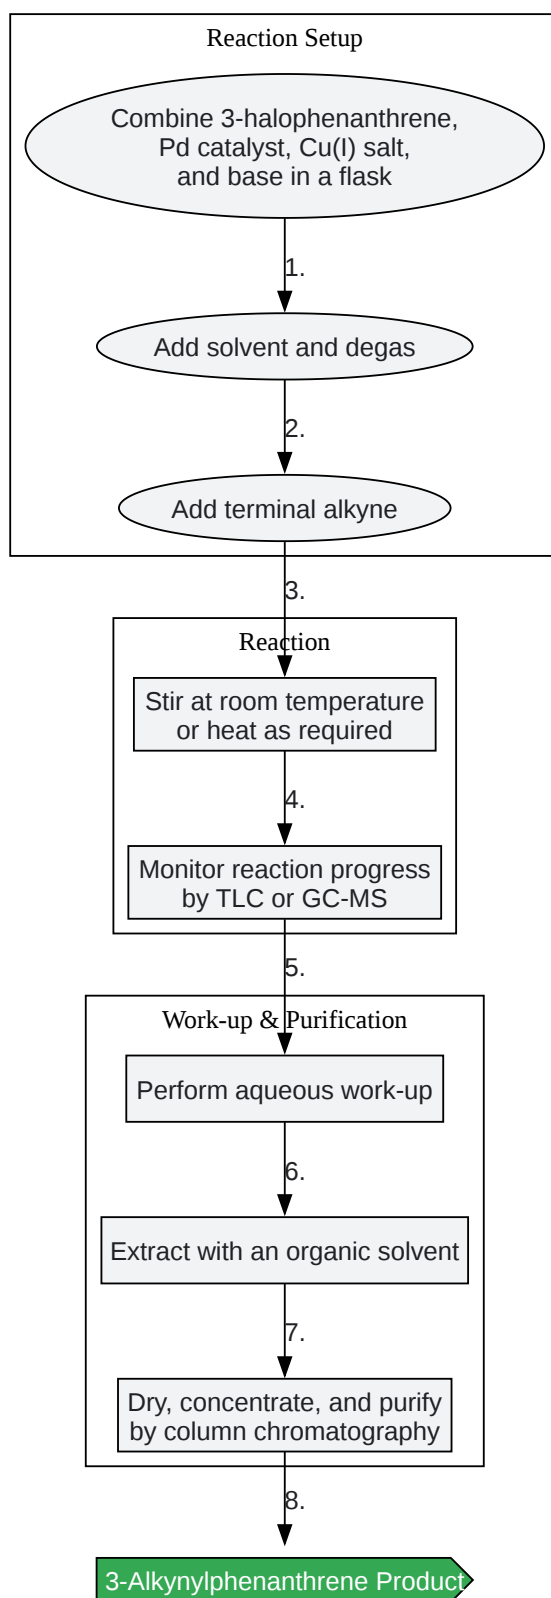 Reaction Setup
Combine 3-halophenanthrene,
Pd catalyst, Cu(I) salt,
and base in a flask
1.
Add solvent and degas
2.
Add terminal alkyne
3.
Reaction
Stir at room temperature
or heat as required
4.
Monitor reaction progress
by TLC or GC-MS
5.
Work-up & Purification
Perform aqueous work-up
6.
Extract with an organic solvent
7.
Dry, concentrate, and purify
by column chromatography
8.
3-Alkynylphenanthrene Product